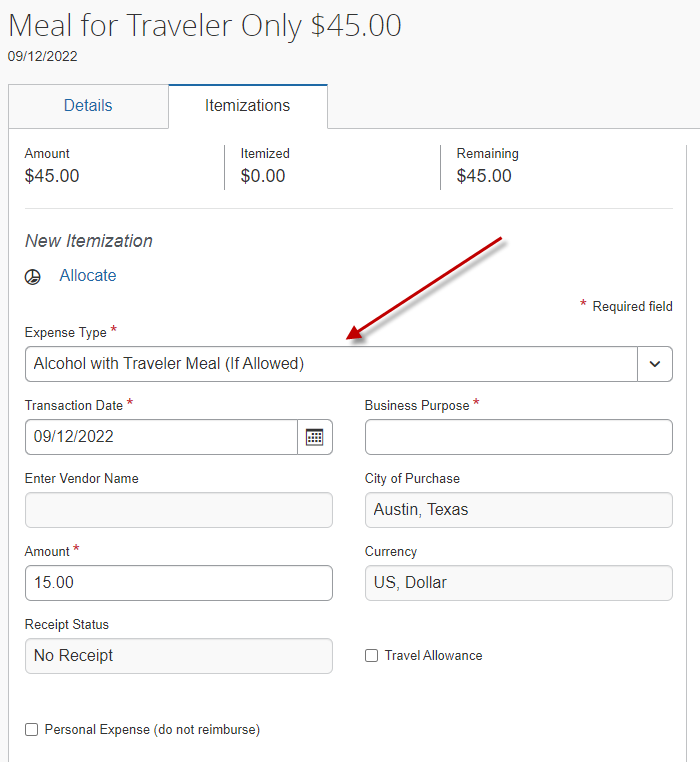 Meal for Traveler Only $45.00
09/12/2022
Details
Itemizations
Amount
$45.00
Itemized
$0.00
Remaining
$45.00
New Itemization
Allocate
* Required field
Expense Type *
Alcohol with Traveler Meal (If Allowed)
Transaction Date *
09/12/2022
Business Purpose *
Enter Vendor Name
City of Purchase
Austin, Texas
Amount *
15.00
Currency
US, Dollar
Receipt Status
No Receipt
Travel Allowance
Personal Expense (do not reimburse)